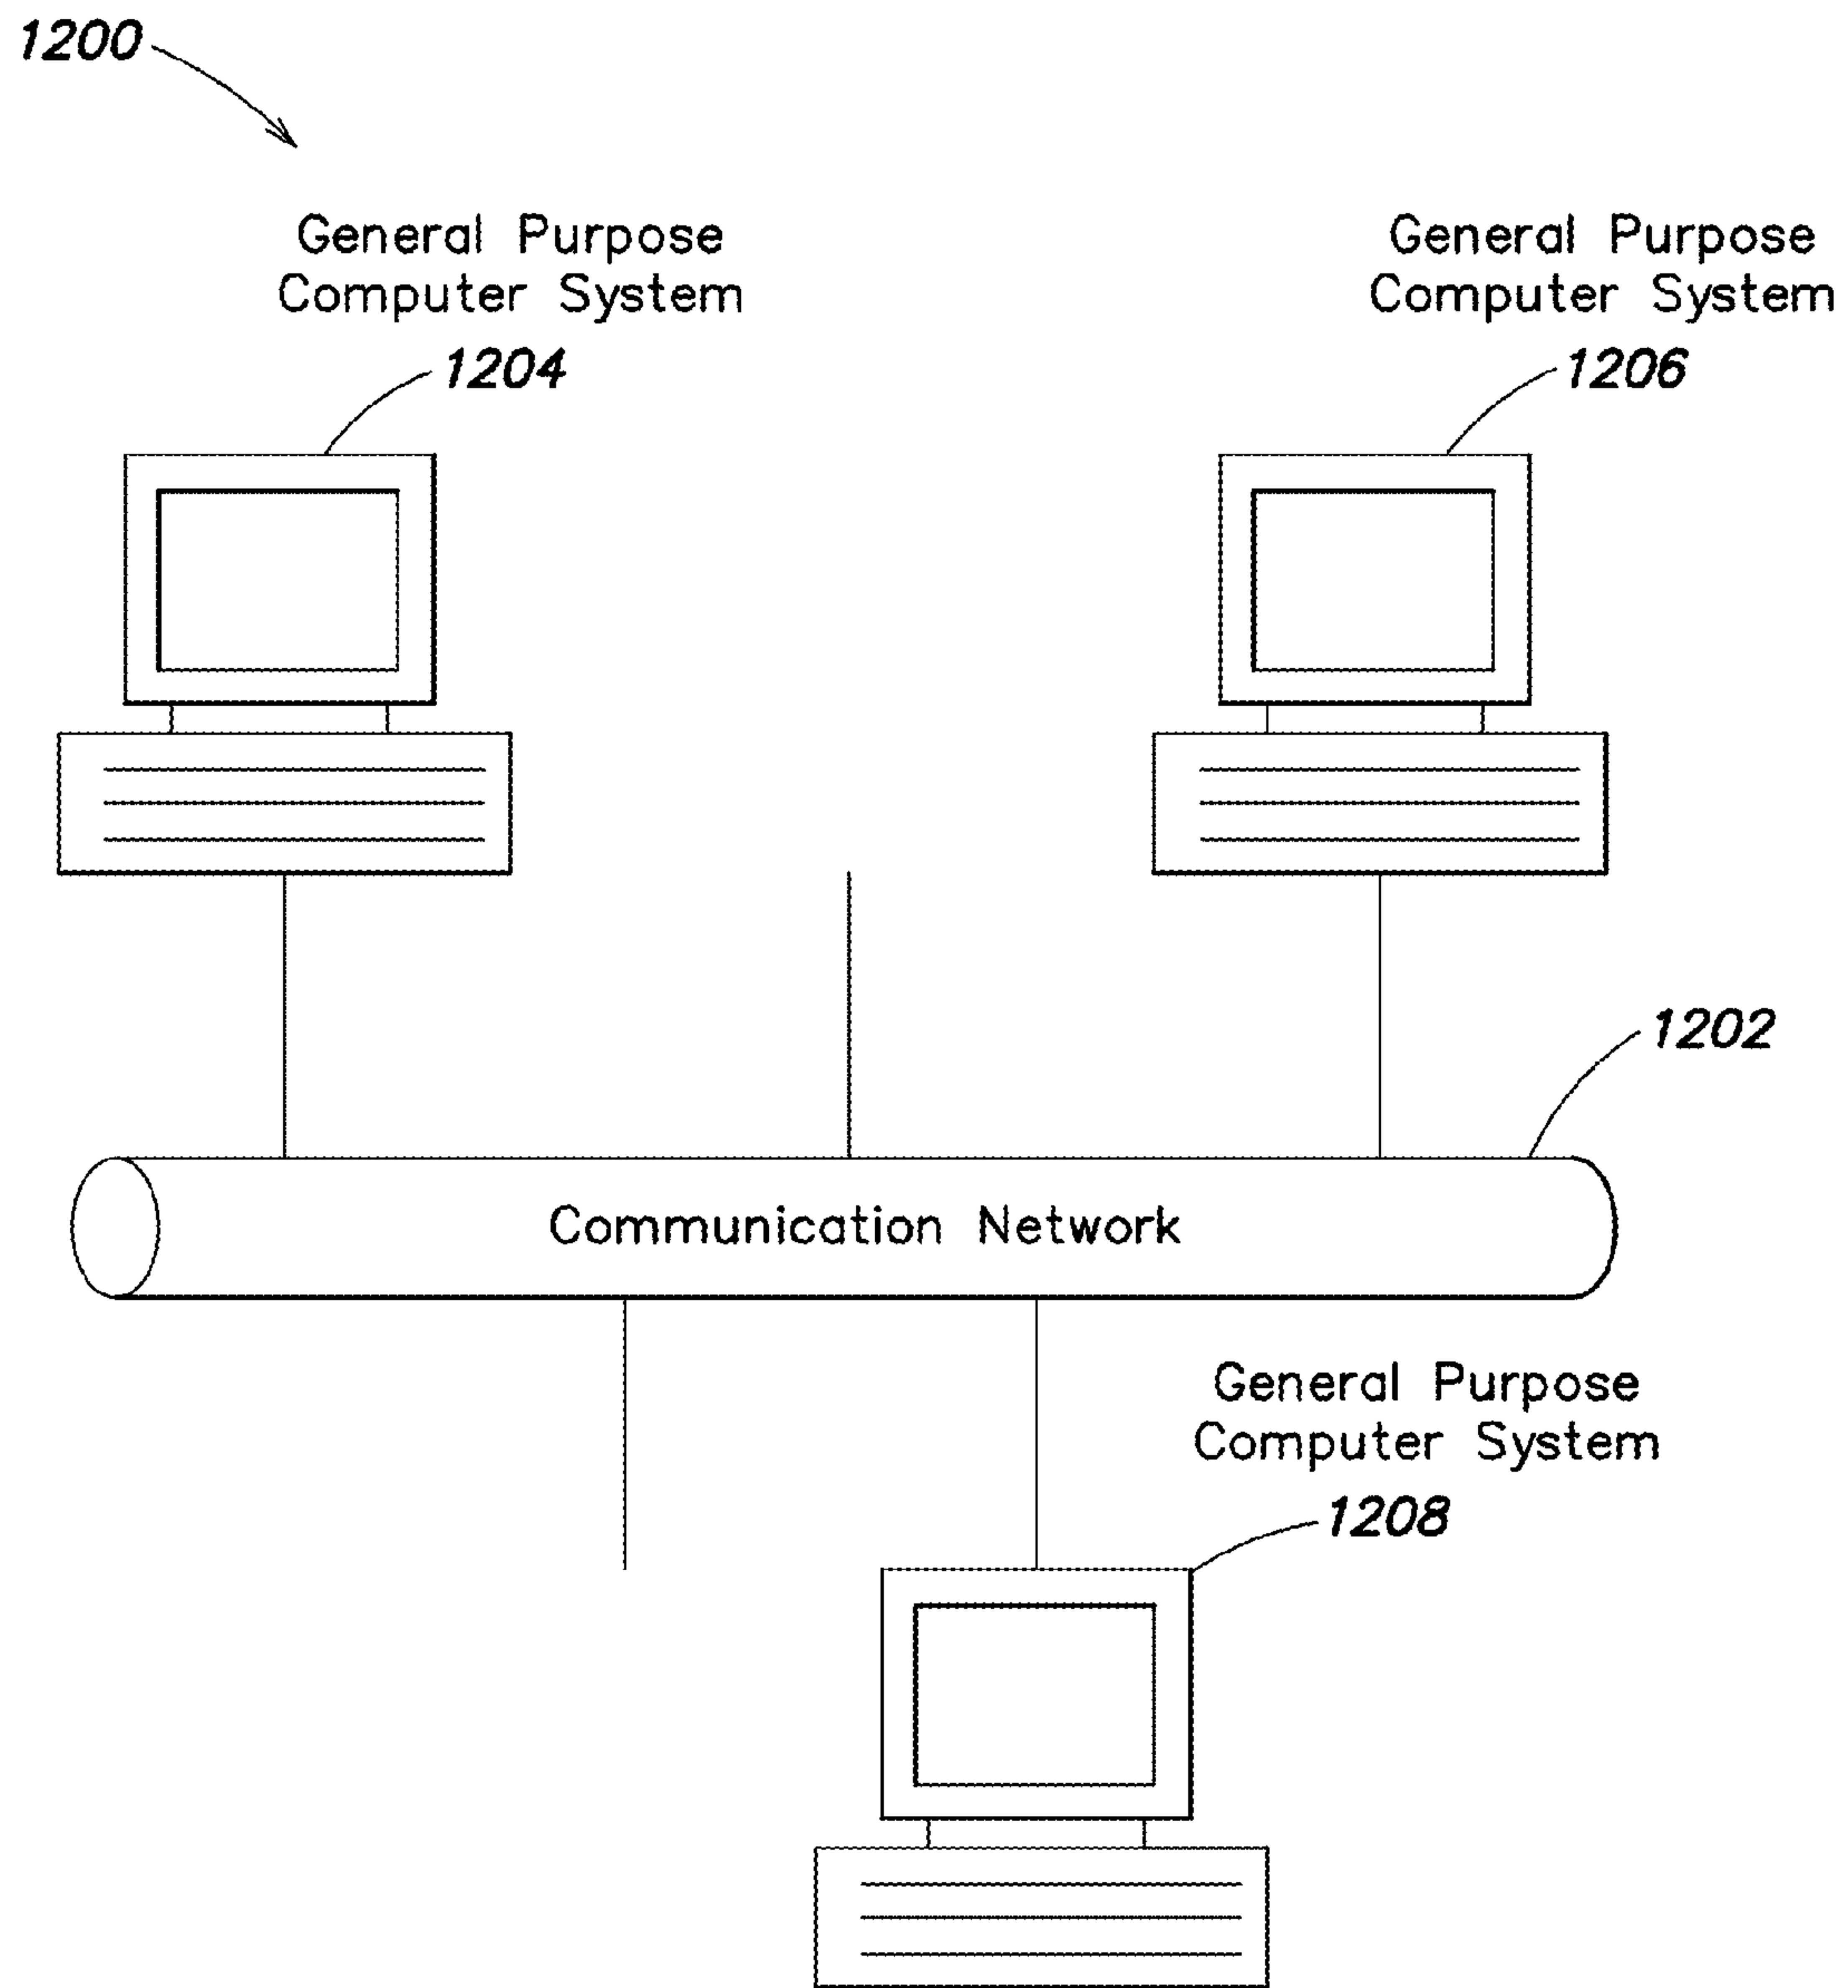 1200
General Purpose
Computer System
1204
General Purpose
Computer System
1206
1202
Communication Network
General Purpose
Computer System
1208